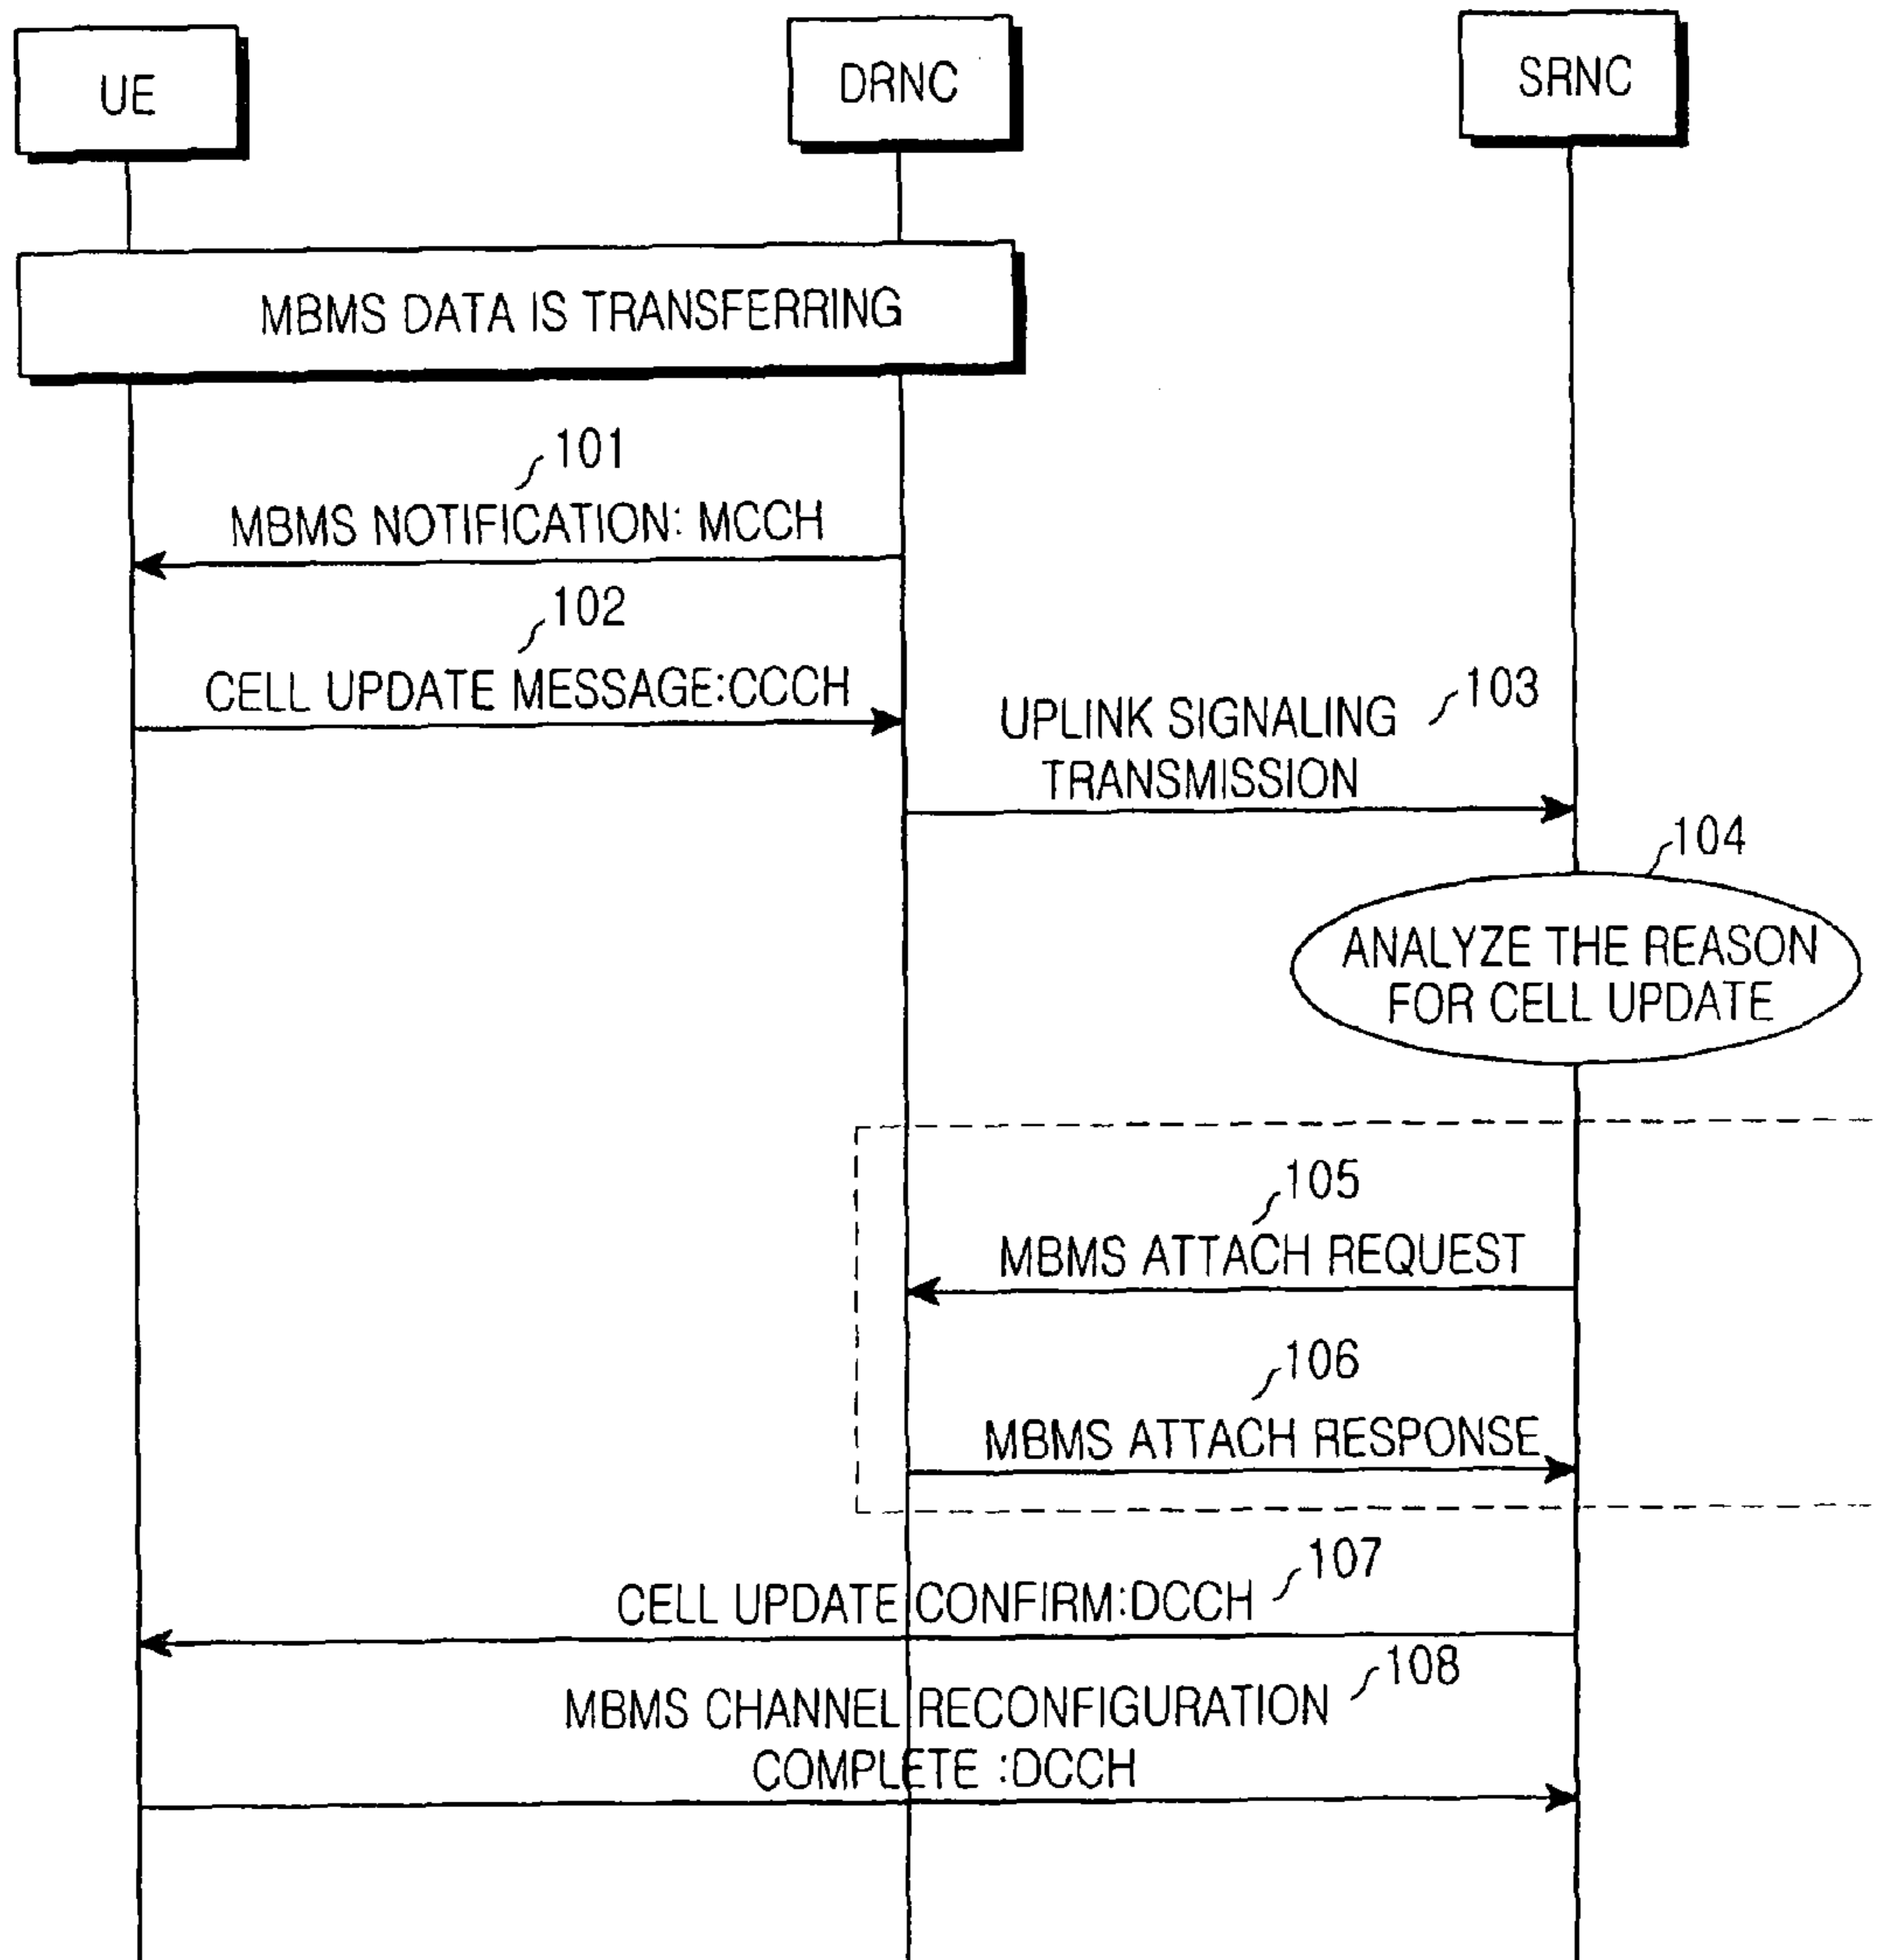 UE
DRNC
SRNC
MBMS DATA IS TRANSFERRING
101
MBMS NOTIFICATION: MCCH
102
CELL UPDATE MESSAGE:CCCH
103
UPLINK SIGNALING
TRANSMISSION
104
ANALYZE THE REASON
FOR CELL UPDATE
105
MBMS ATTACH REQUEST
106
MBMS ATTACH RESPONSE
107
CELL UPDATE CONFIRM:DCCH
108
MBMS CHANNEL RECONFIGURATION
COMPLETE :DCCH